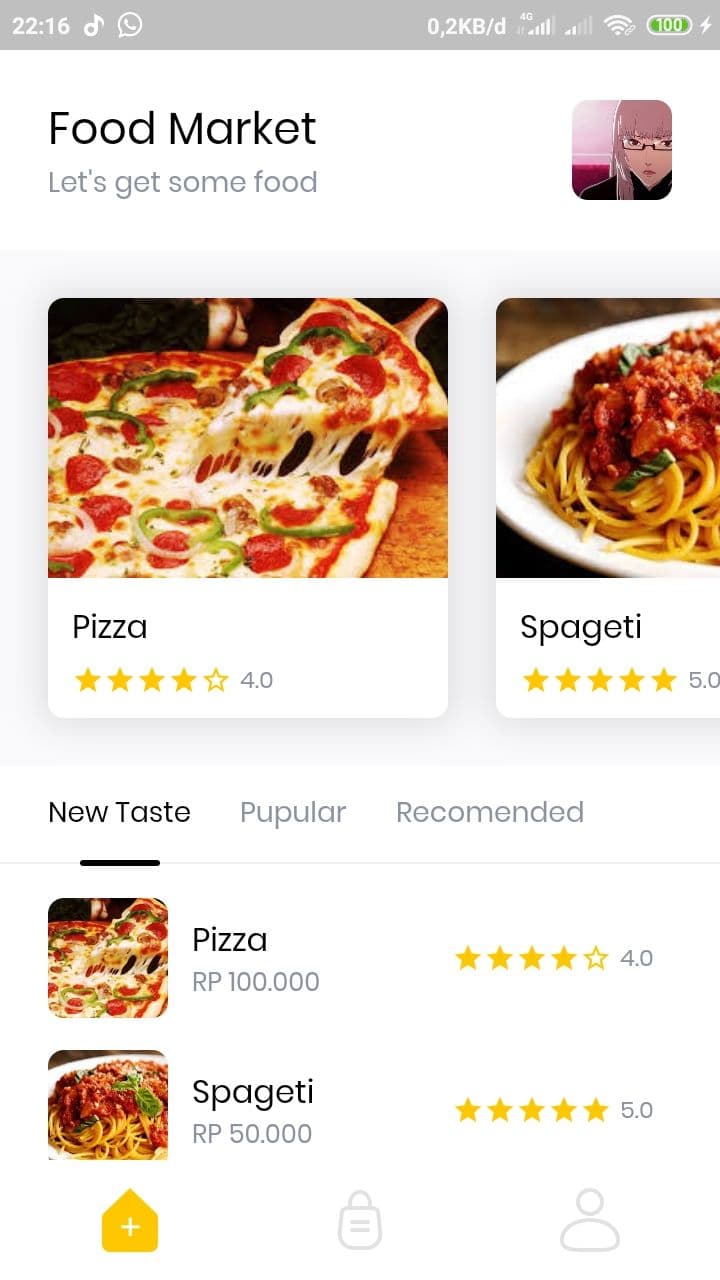 22:16 0,2KB/d 4G 100
Food Market
Let's get some food
Pizza
4.0
Spageti
5.0
New Taste Pupular Recomended
Pizza
RP 100.000
4.0
Spageti
RP 50.000
5.0